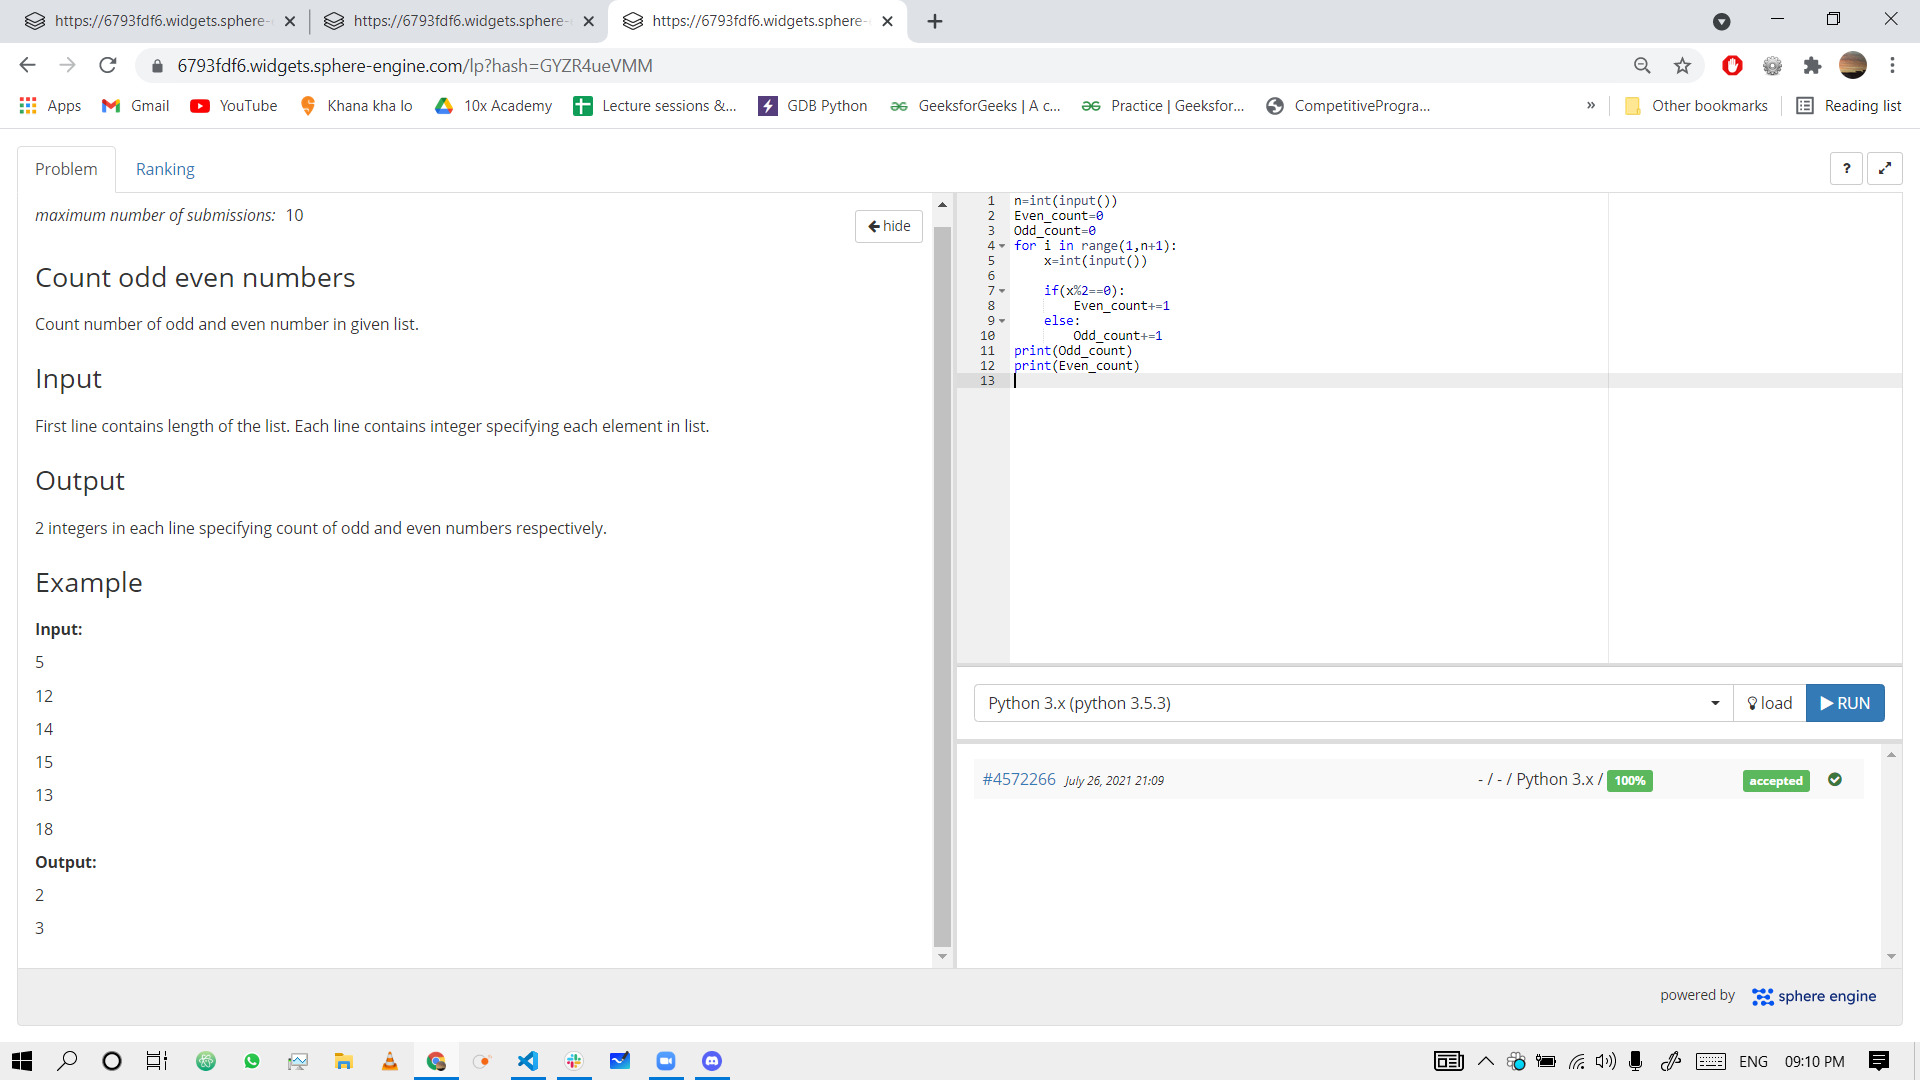 https://6793fdf6.widgets.sphere-
https://6793fdf6.widgets.sphere-
https://6793fdf6.widgets.sphere-
6793fdf6.widgets.sphere-engine.com/lp?hash=GYZR4ueVMM
Apps Gmail YouTube Khana kha lo 10x Academy Lecture sessions &... GDB Python GeeksforGeeks | A c... Practice | Geeksfor... CompetitiveProgra... » Other bookmarks Reading list
Problem Ranking ?
maximum number of submissions: 10
hide
Count odd even numbers
Count number of odd and even number in given list.
Input
First line contains length of the list. Each line contains integer specifying each element in list.
Output
2 integers in each line specifying count of odd and even numbers respectively.
Example
Input:
5
12
14
15
13
18
Output:
2
3
1 n=int(input())
2 Even_count=0
3 Odd_count=0
4 for i in range(1,n+1):
5 x=int(input())
6
7 if(x%2==0):
8 Even_count+=1
9 else:
10 Odd_count+=1
11 print(Odd_count)
12 print(Even_count)
13
Python 3.x (python 3.5.3) load RUN
#4572266 July 26, 2021 21:09 - / - / Python 3.x / 100% accepted
powered by sphere engine
ENG 09:10 PM